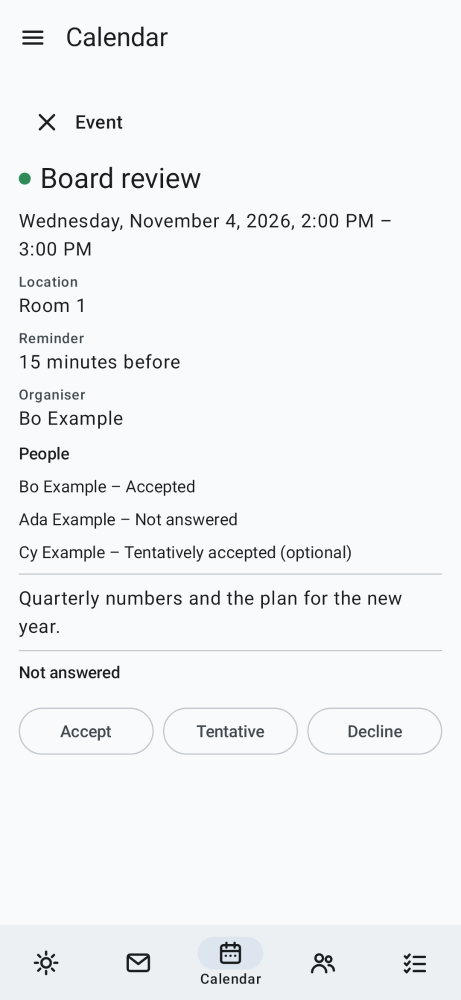 Calendar
Event
Board review
Wednesday, November 4, 2026, 2:00 PM –
3:00 PM
Location
Room 1
Reminder
15 minutes before
Organiser
Bo Example
People
Bo Example – Accepted
Ada Example – Not answered
Cy Example – Tentatively accepted (optional)
Quarterly numbers and the plan for the new
year.
Not answered
Accept Tentative Decline
Calendar